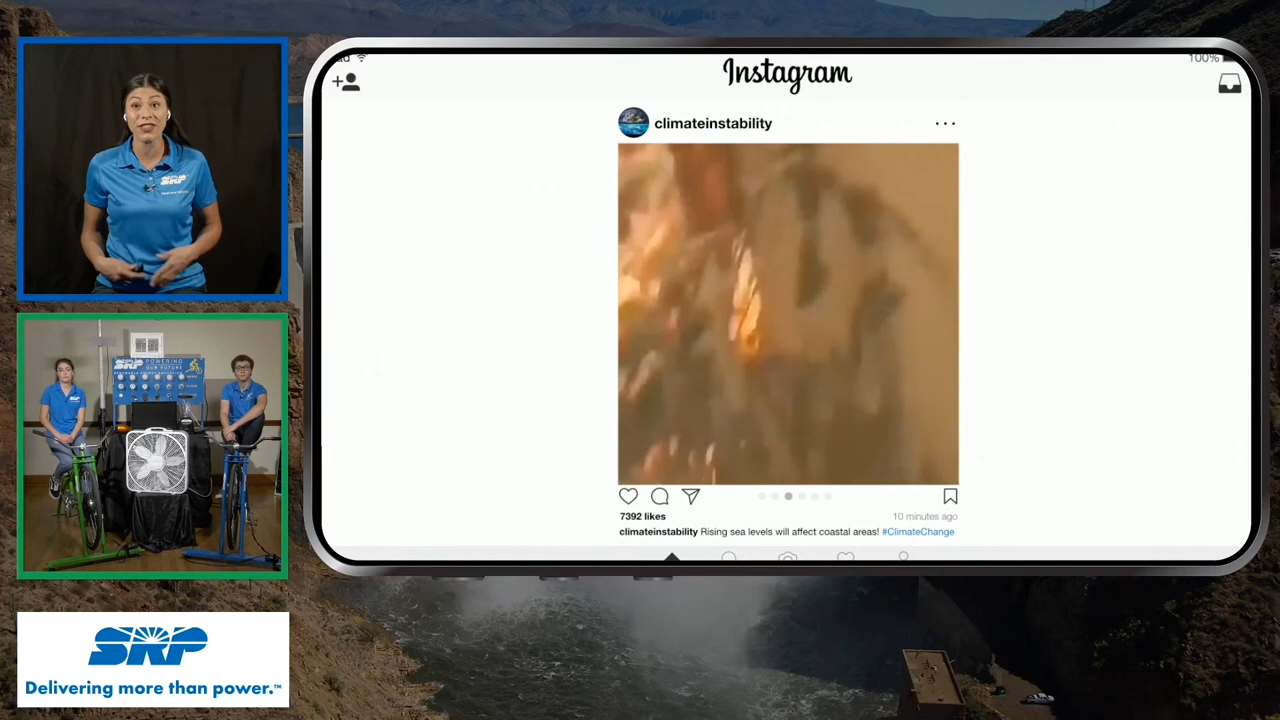 SRP
SRP
POWERING
OUR FUTURE
SRP
Delivering more than power.™
100%
Instagram
climateinstability
7392 likes
10 minutes ago
climateinstability Rising sea levels will affect coastal areas! #ClimateChange